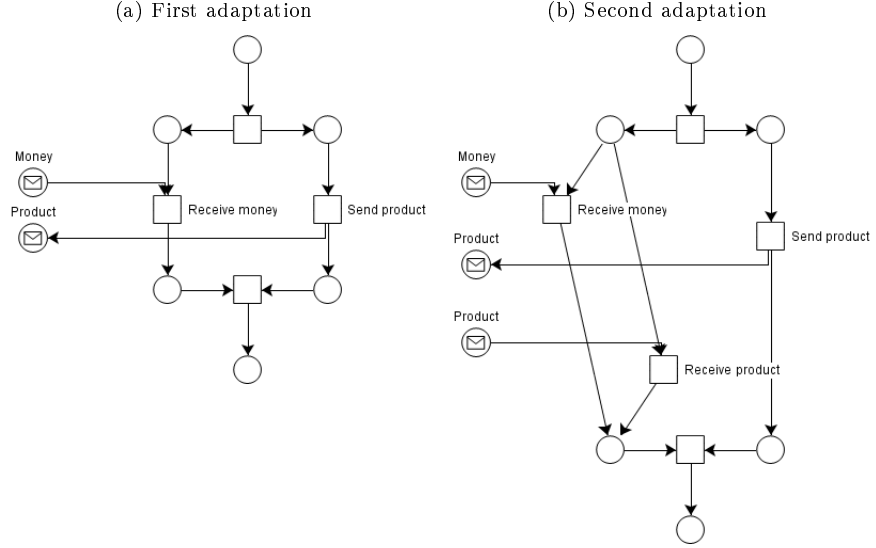 (a) First adaptation
(b) Second adaptation
Money
Receive money
Send product
Product
Money
Receive money
Send product
Product
Product
Receive product